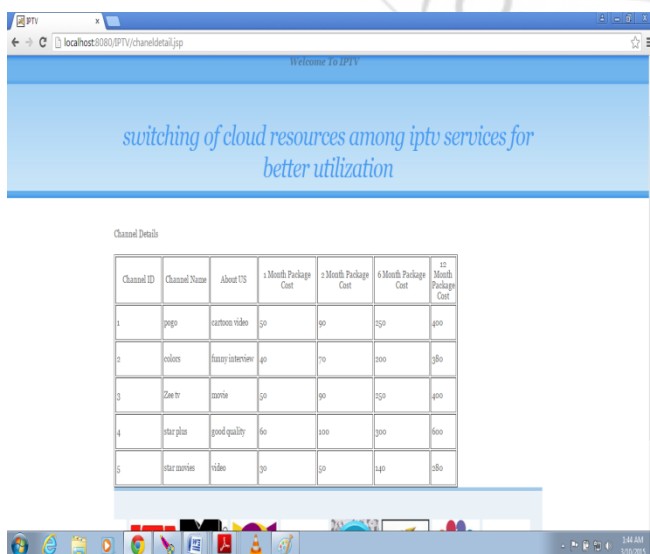 IPTV
localhost:8080/IPTV/chaneldetail.jsp
Welcome To IPTV
switching of cloud resources among iptv services for
better utilization
Channel Details
Channel ID Channel Name About US 1 Month Package Cost 2 Month Package Cost 6 Month Package Cost 12 Month Package Cost
1 pogo cartoon video 50 90 250 400
2 colors funny interview 40 70 200 380
3 Zee tv movie 50 90 250 400
4 star plus good quality 60 100 300 600
5 star movies video 30 50 140 280
1:44 AM
5/10/2015